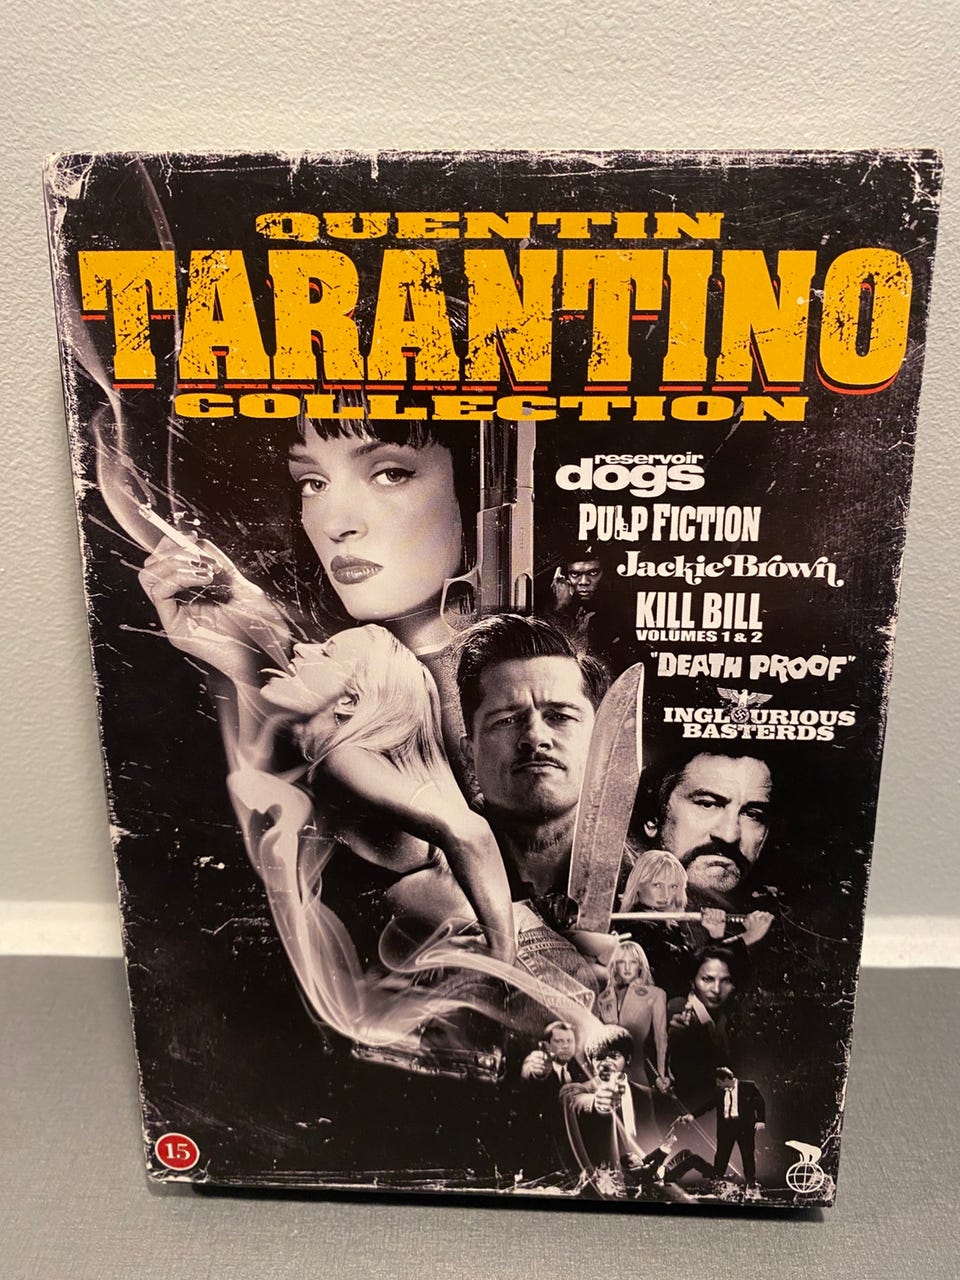 QUENTIN
TARANTINO
COLLECTION
reservoir
dogs
PULP FICTION
Jackie Brown
KILL BILL
VOLUMES 1 & 2
"DEATH PROOF"
INGLOURIOUS
BASTERDS
15